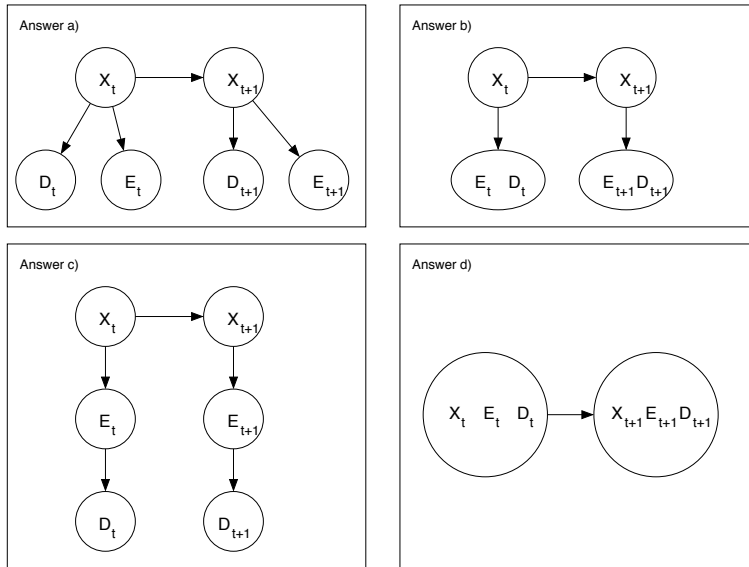 Answer a)
X_t X_{t+1}
D_t E_t D_{t+1} E_{t+1}
Answer b)
X_t X_{t+1}
E_t D_t E_{t+1} D_{t+1}
Answer c)
X_t X_{t+1}
E_t E_{t+1}
D_t D_{t+1}
Answer d)
X_t E_t D_t X_{t+1} E_{t+1} D_{t+1}